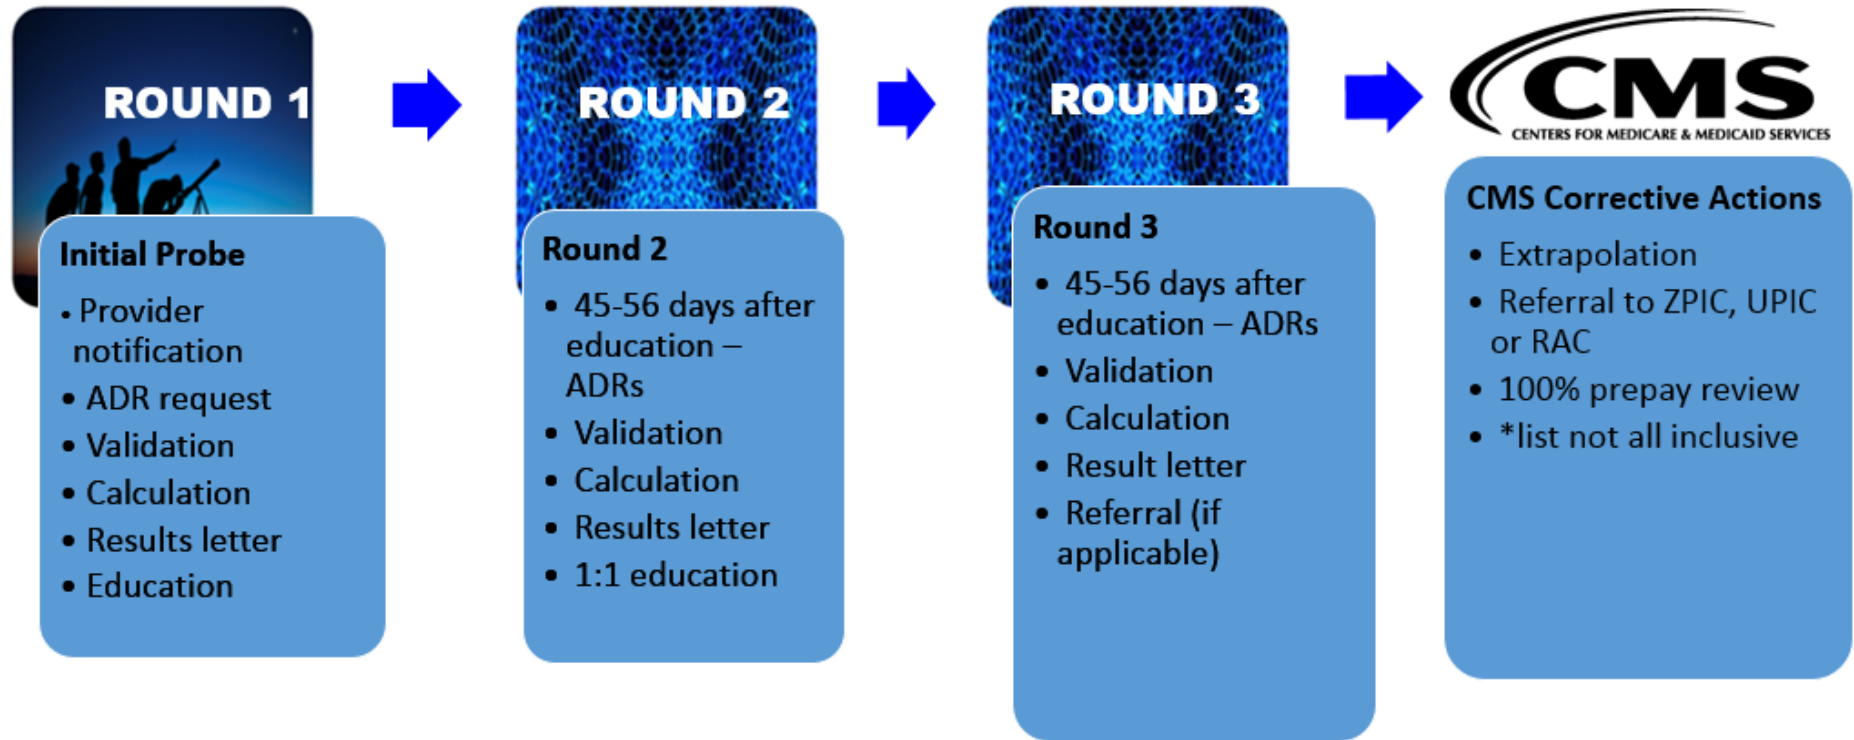 ROUND 1
Initial Probe
• Provider
notification
• ADR request
• Validation
• Calculation
• Results letter
• Education
ROUND 2
Round 2
• 45-56 days after
education –
ADRs
• Validation
• Calculation
• Results letter
• 1:1 education
ROUND 3
Round 3
• 45-56 days after
education – ADRs
• Validation
• Calculation
• Result letter
• Referral (if
applicable)
CMS
CENTERS FOR MEDICARE & MEDICAID SERVICES
CMS Corrective Actions
• Extrapolation
• Referral to ZPIC, UPIC
or RAC
• 100% prepay review
• *list not all inclusive